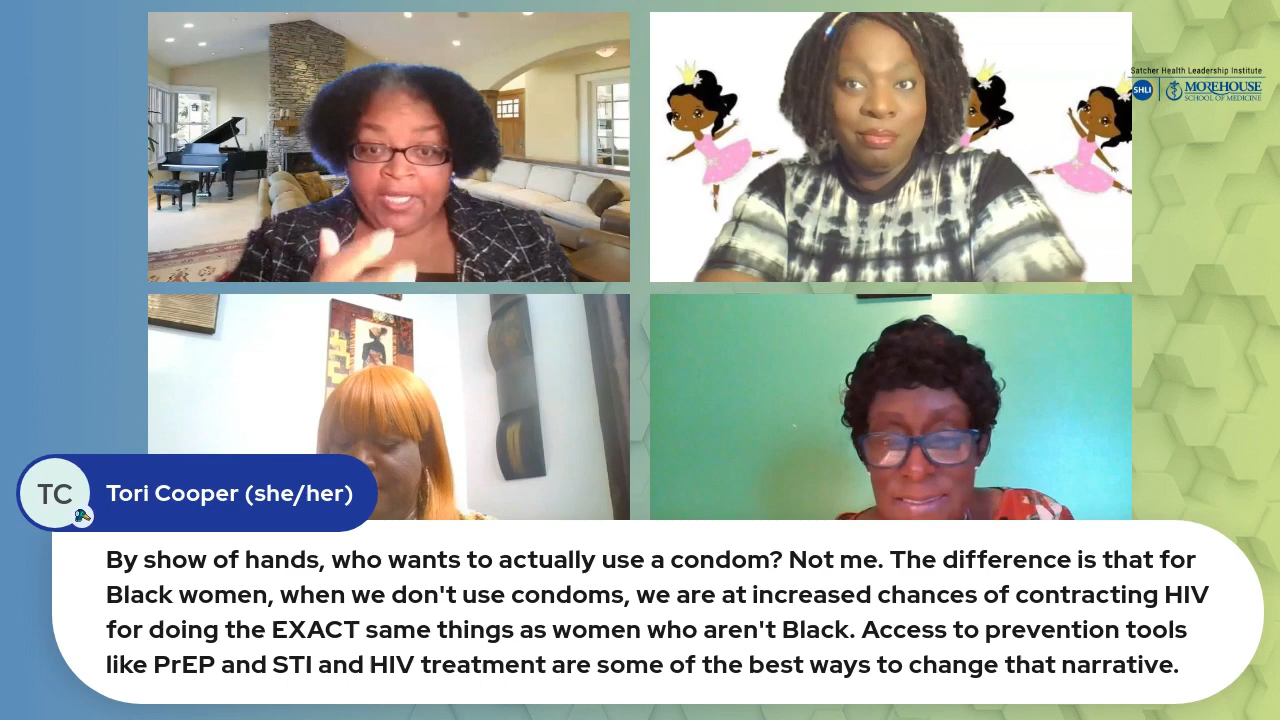 Satcher Health Leadership Institute
SHLI
MOREHOUSE
SCHOOL OF MEDICINE
TC
Tori Cooper (she/her)
By show of hands, who wants to actually use a condom? Not me. The difference is that for
Black women, when we don't use condoms, we are at increased chances of contracting HIV
for doing the EXACT same things as women who aren't Black. Access to prevention tools
like PrEP and STI and HIV treatment are some of the best ways to change that narrative.